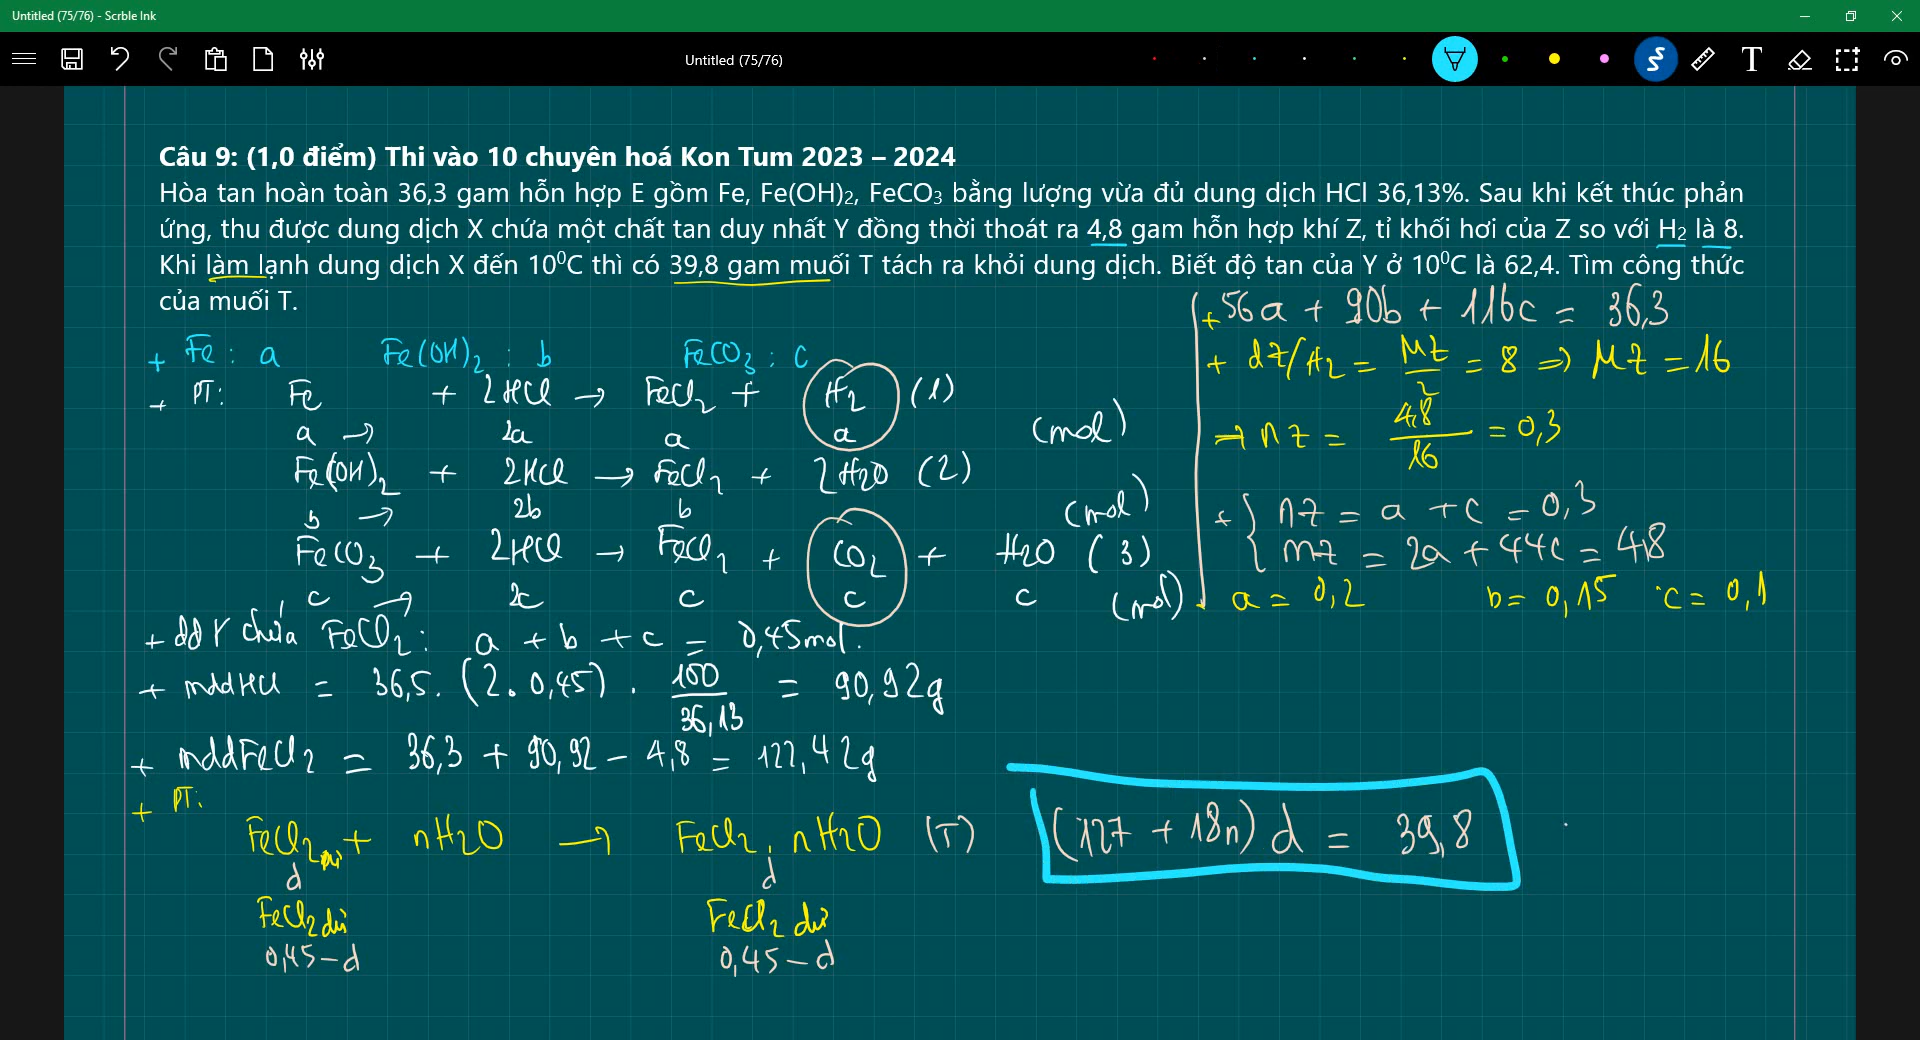 Untitled (75/76) - Scrble Ink
Untitled (75/76)
T
Câu 9: (1,0 điểm) Thi vào 10 chuyên hoá Kon Tum 2023 – 2024
Hòa tan hoàn toàn 36,3 gam hỗn hợp E gồm Fe, Fe(OH)₂, FeCO₃ bằng lượng vừa đủ dung dịch HCl 36,13%. Sau khi kết thúc phản
ứng, thu được dung dịch X chứa một chất tan duy nhất Y đồng thời thoát ra 4,8 gam hỗn hợp khí Z, tỉ khối hơi của Z so với H₂ là 8.
Khi làm lạnh dung dịch X đến 10⁰C thì có 39,8 gam muối T tách ra khỏi dung dịch. Biết độ tan của Y ở 10⁰C là 62,4. Tìm công thức
của muối T.
+ Fe : a Fe(OH)₂ : b FeCO₃ : c
+ PT: Fe + 2HCl → FeCl₂ + H₂ (1)
a → 2a a a (mol)
Fe(OH)₂ + 2HCl → FeCl₂ + 2H₂O (2)
b → 2b b (mol)
FeCO₃ + 2HCl → FeCl₂ + CO₂ + H₂O (3)
c → 2c c c c (mol)
+ dd Y chứa FeCl₂ : a + b + c = 0,45 mol.
+ mddHCl = 36,5 . (2 . 0,45) . 100/36,13 = 90,92g
+ mddFeCl₂ = 36,3 + 90,92 – 4,8 = 122,42g
+ PT:
FeCl₂ + nH₂O → FeCl₂ . nH₂O (T)
d d
FeCl₂ dư FeCl₂ dư
0,45 – d 0,45 – d
+ 56a + 90b + 116c = 36,3
+ dZ/H₂ = MZ/2 = 8 ⇒ MZ = 16
→ nZ = 4,8/16 = 0,3
+ { nZ = a + c = 0,3
mZ = 2a + 44c = 4,8
a = 0,2 b = 0,15 c = 0,1
(127 + 18n) d = 39,8